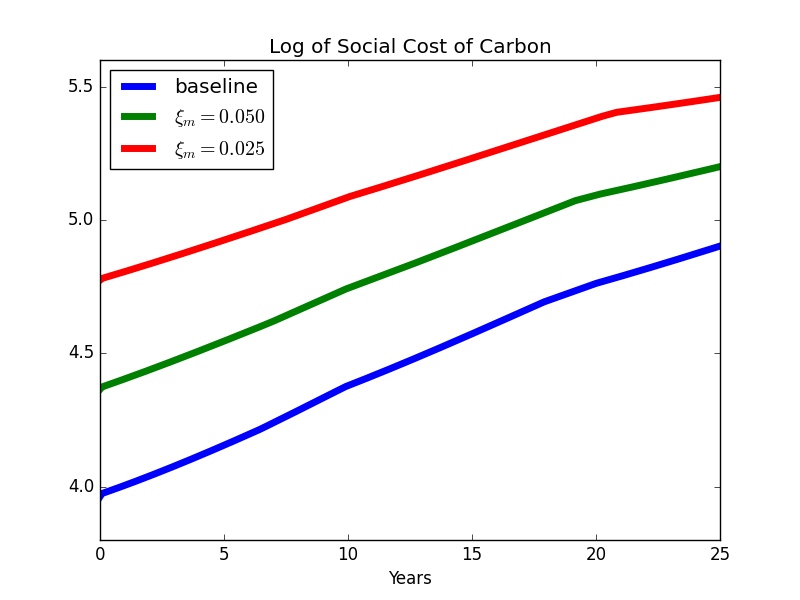 Log of Social Cost of Carbon
baseline
ξm = 0.050
ξm = 0.025
5.5
5.0
4.5
4.0
0 5 10 15 20 25
Years